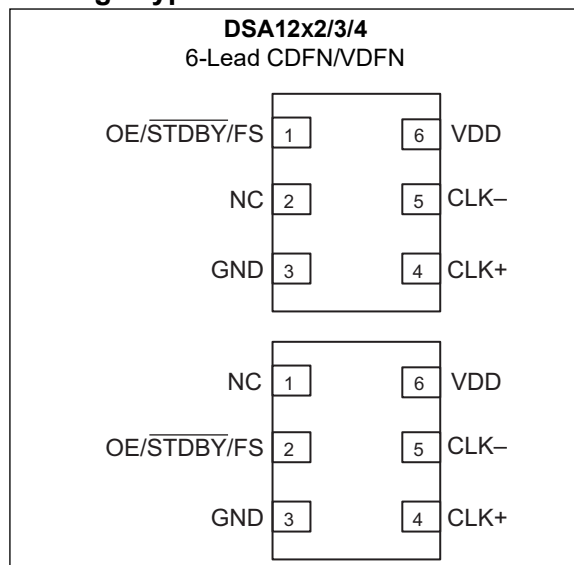 DSA12x2/3/4
6-Lead CDFN/VDFN
OE/STDBY/FS 1 6 VDD
NC 2 5 CLK–
GND 3 4 CLK+
NC 1 6 VDD
OE/STDBY/FS 2 5 CLK–
GND 3 4 CLK+